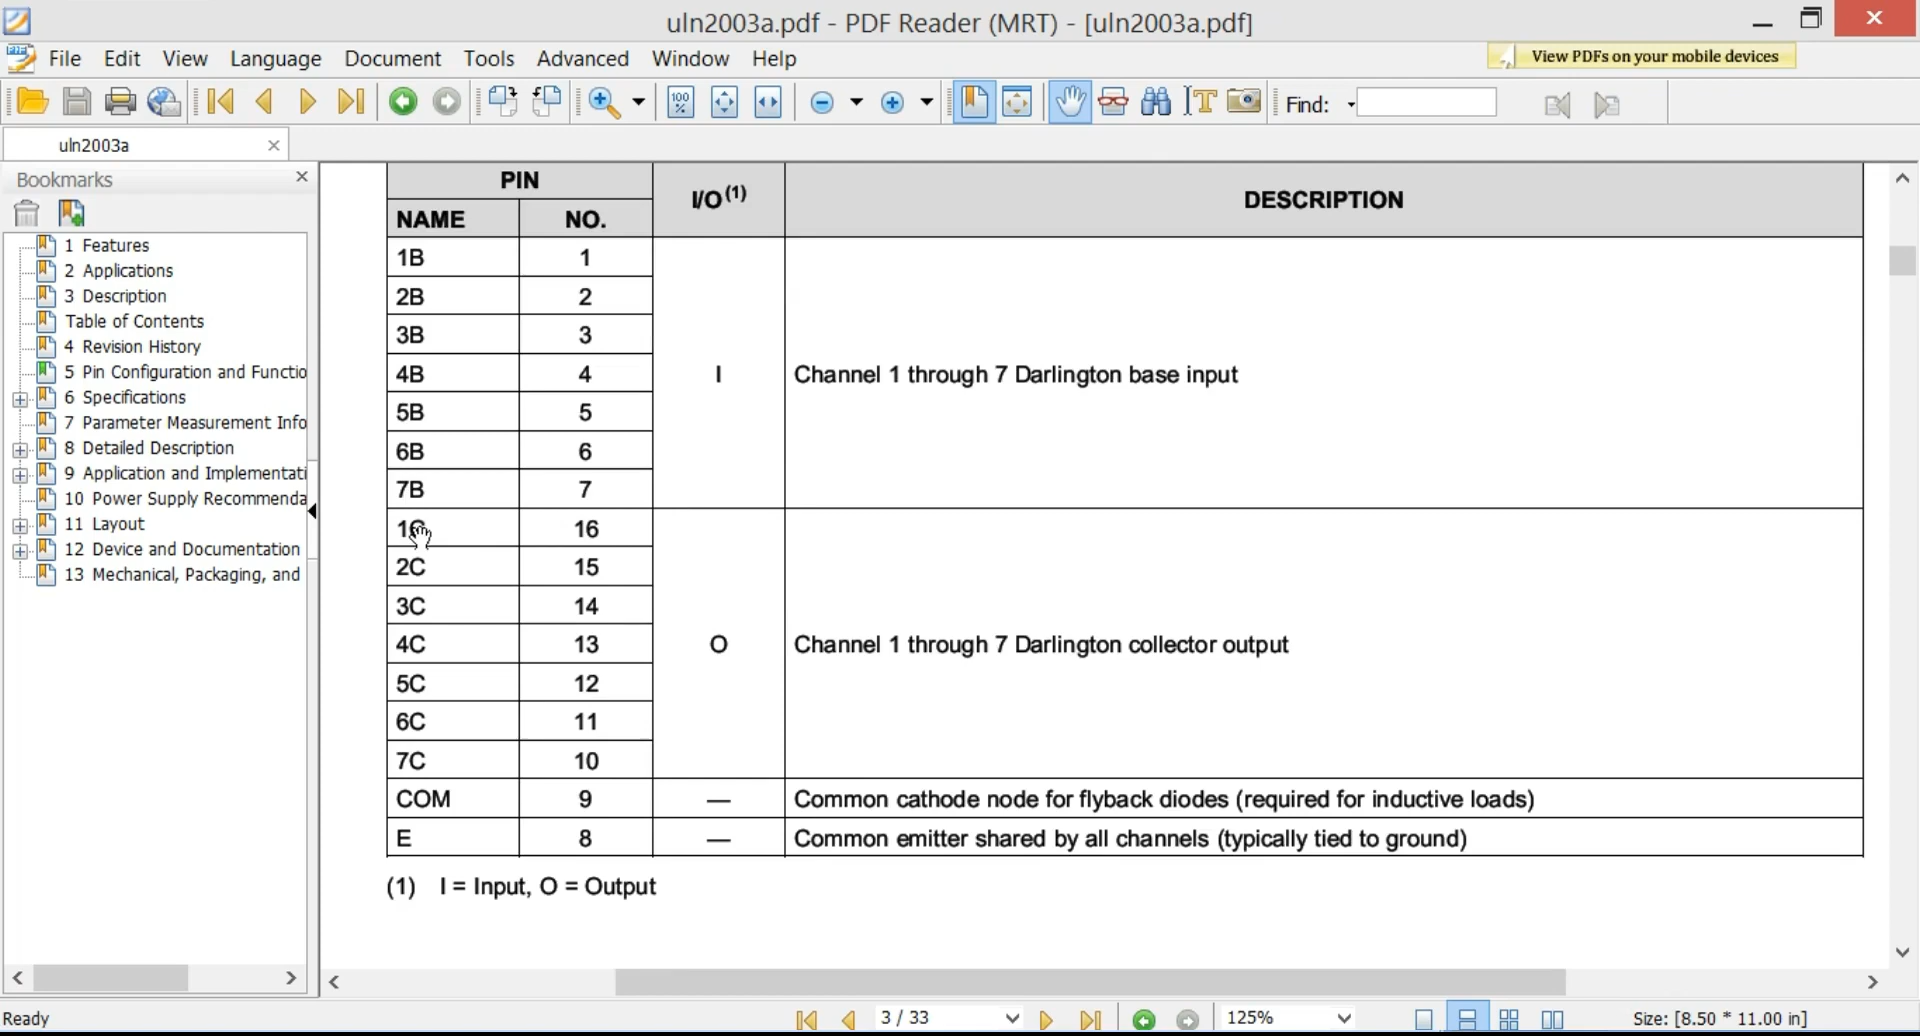 uln2003a.pdf - PDF Reader (MRT) - [uln2003a.pdf]
File Edit View Language Document Tools Advanced Window Help
View PDFs on your mobile devices
100 %
Find:
uln2003a
Bookmarks
1 Features
2 Applications
3 Description
Table of Contents
4 Revision History
5 Pin Configuration and Functio
6 Specifications
7 Parameter Measurement Info
8 Detailed Description
9 Application and Implementati
10 Power Supply Recommenda
11 Layout
12 Device and Documentation
13 Mechanical, Packaging, and
PIN I/O(1) DESCRIPTION
NAME NO.
1B 1
2B 2
3B 3
4B 4 I Channel 1 through 7 Darlington base input
5B 5
6B 6
7B 7
1C 16
2C 15
3C 14
4C 13 O Channel 1 through 7 Darlington collector output
5C 12
6C 11
7C 10
COM 9 — Common cathode node for flyback diodes (required for inductive loads)
E 8 — Common emitter shared by all channels (typically tied to ground)
(1) I = Input, O = Output
Ready 3 / 33 125% Size: [8.50 * 11.00 in]